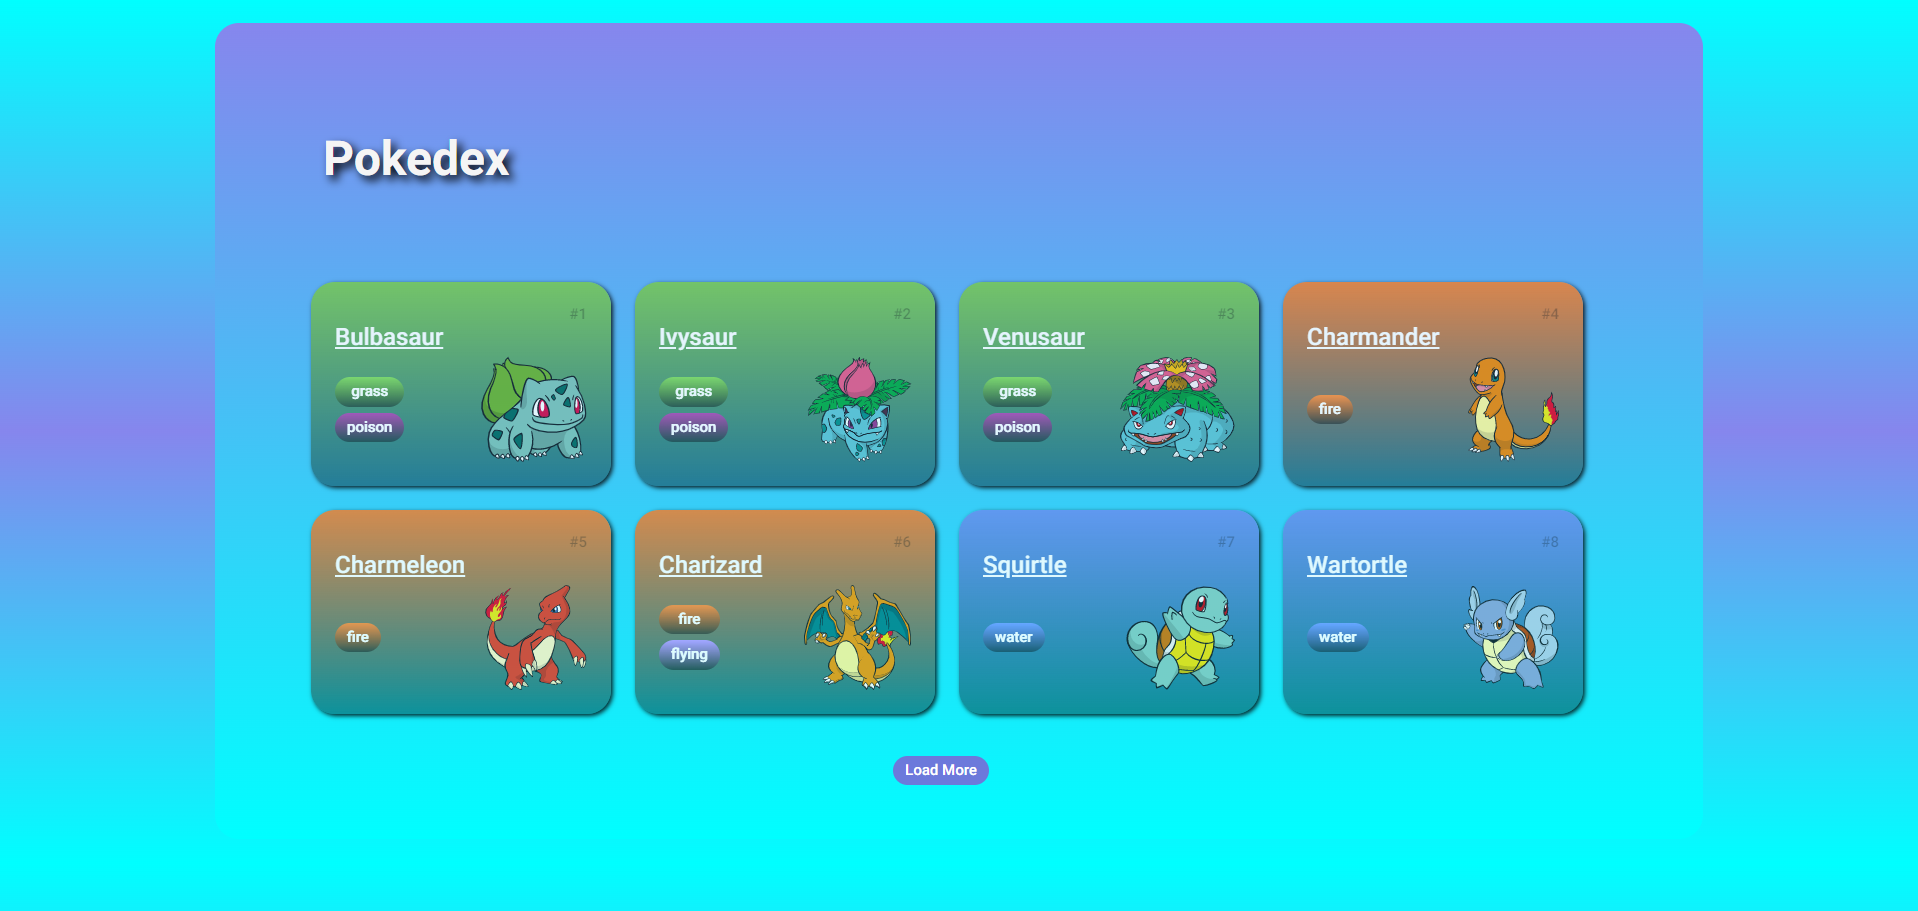 Pokedex
#1
Bulbasaur
grass
poison
#2
Ivysaur
grass
poison
#3
Venusaur
grass
poison
#4
Charmander
fire
#5
Charmeleon
fire
#6
Charizard
fire
flying
#7
Squirtle
water
#8
Wartortle
water
Load More